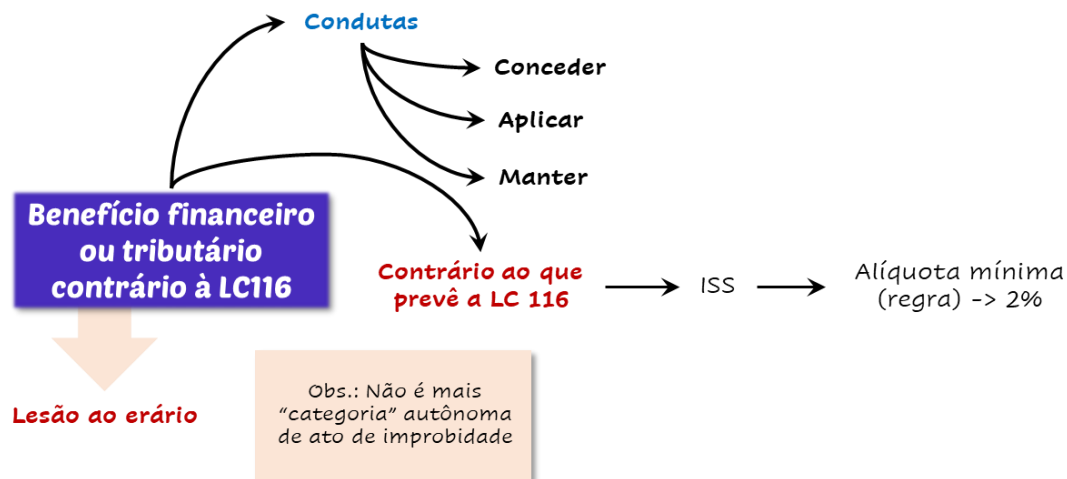 Condutas
Conceder
Aplicar
Manter
Benefício financeiro
ou tributário
contrário à LC116
Contrário ao que
prevê a LC 116
ISS
Alíquota mínima
(regra) -> 2%
Lesão ao erário
Obs.: Não é mais
“categoria” autônoma
de ato de improbidade